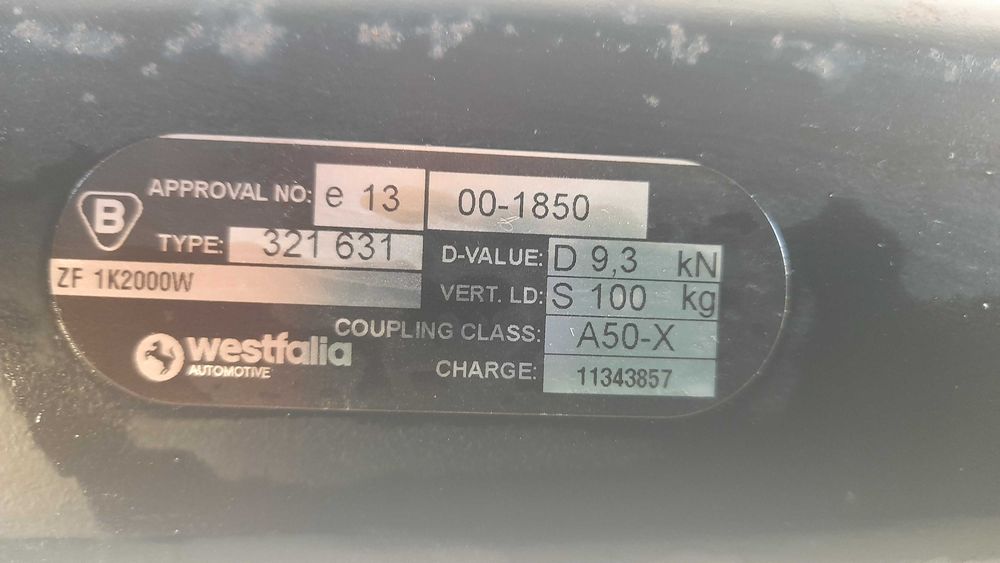 B
APPROVAL NO: e 13 00-1850
TYPE: 321 631
ZF 1K2000W
D-VALUE: D 9,3 kN
VERT. LD: S 100 kg
COUPLING CLASS: A50-X
CHARGE: 11343857
westfalia
AUTOMOTIVE